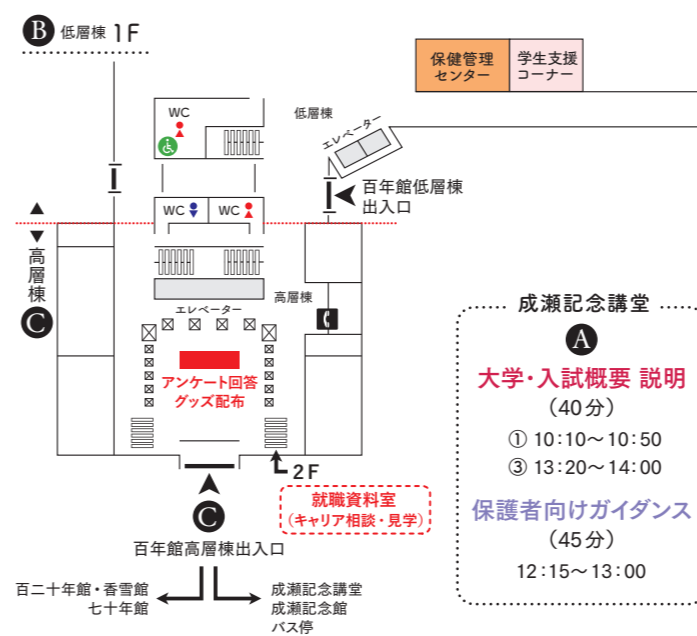 B 低層棟 1F
保健管理
センター
学生支援
コーナー
WC
低層棟
エレベーター
百年館低層棟
出入口
WC
WC
▲
▼
高層棟
C
高層棟
エレベーター
アンケート回答
グッズ配布
2F
就職資料室
(キャリア相談・見学)
C
百年館高層棟出入口
百二十年館・香雪館
七十年館
成瀬記念講堂
成瀬記念館
バス停
成瀬記念講堂
A
大学・入試概要 説明
(40分)
① 10:10〜10:50
③ 13:20〜14:00
保護者向けガイダンス
(45分)
12:15〜13:00